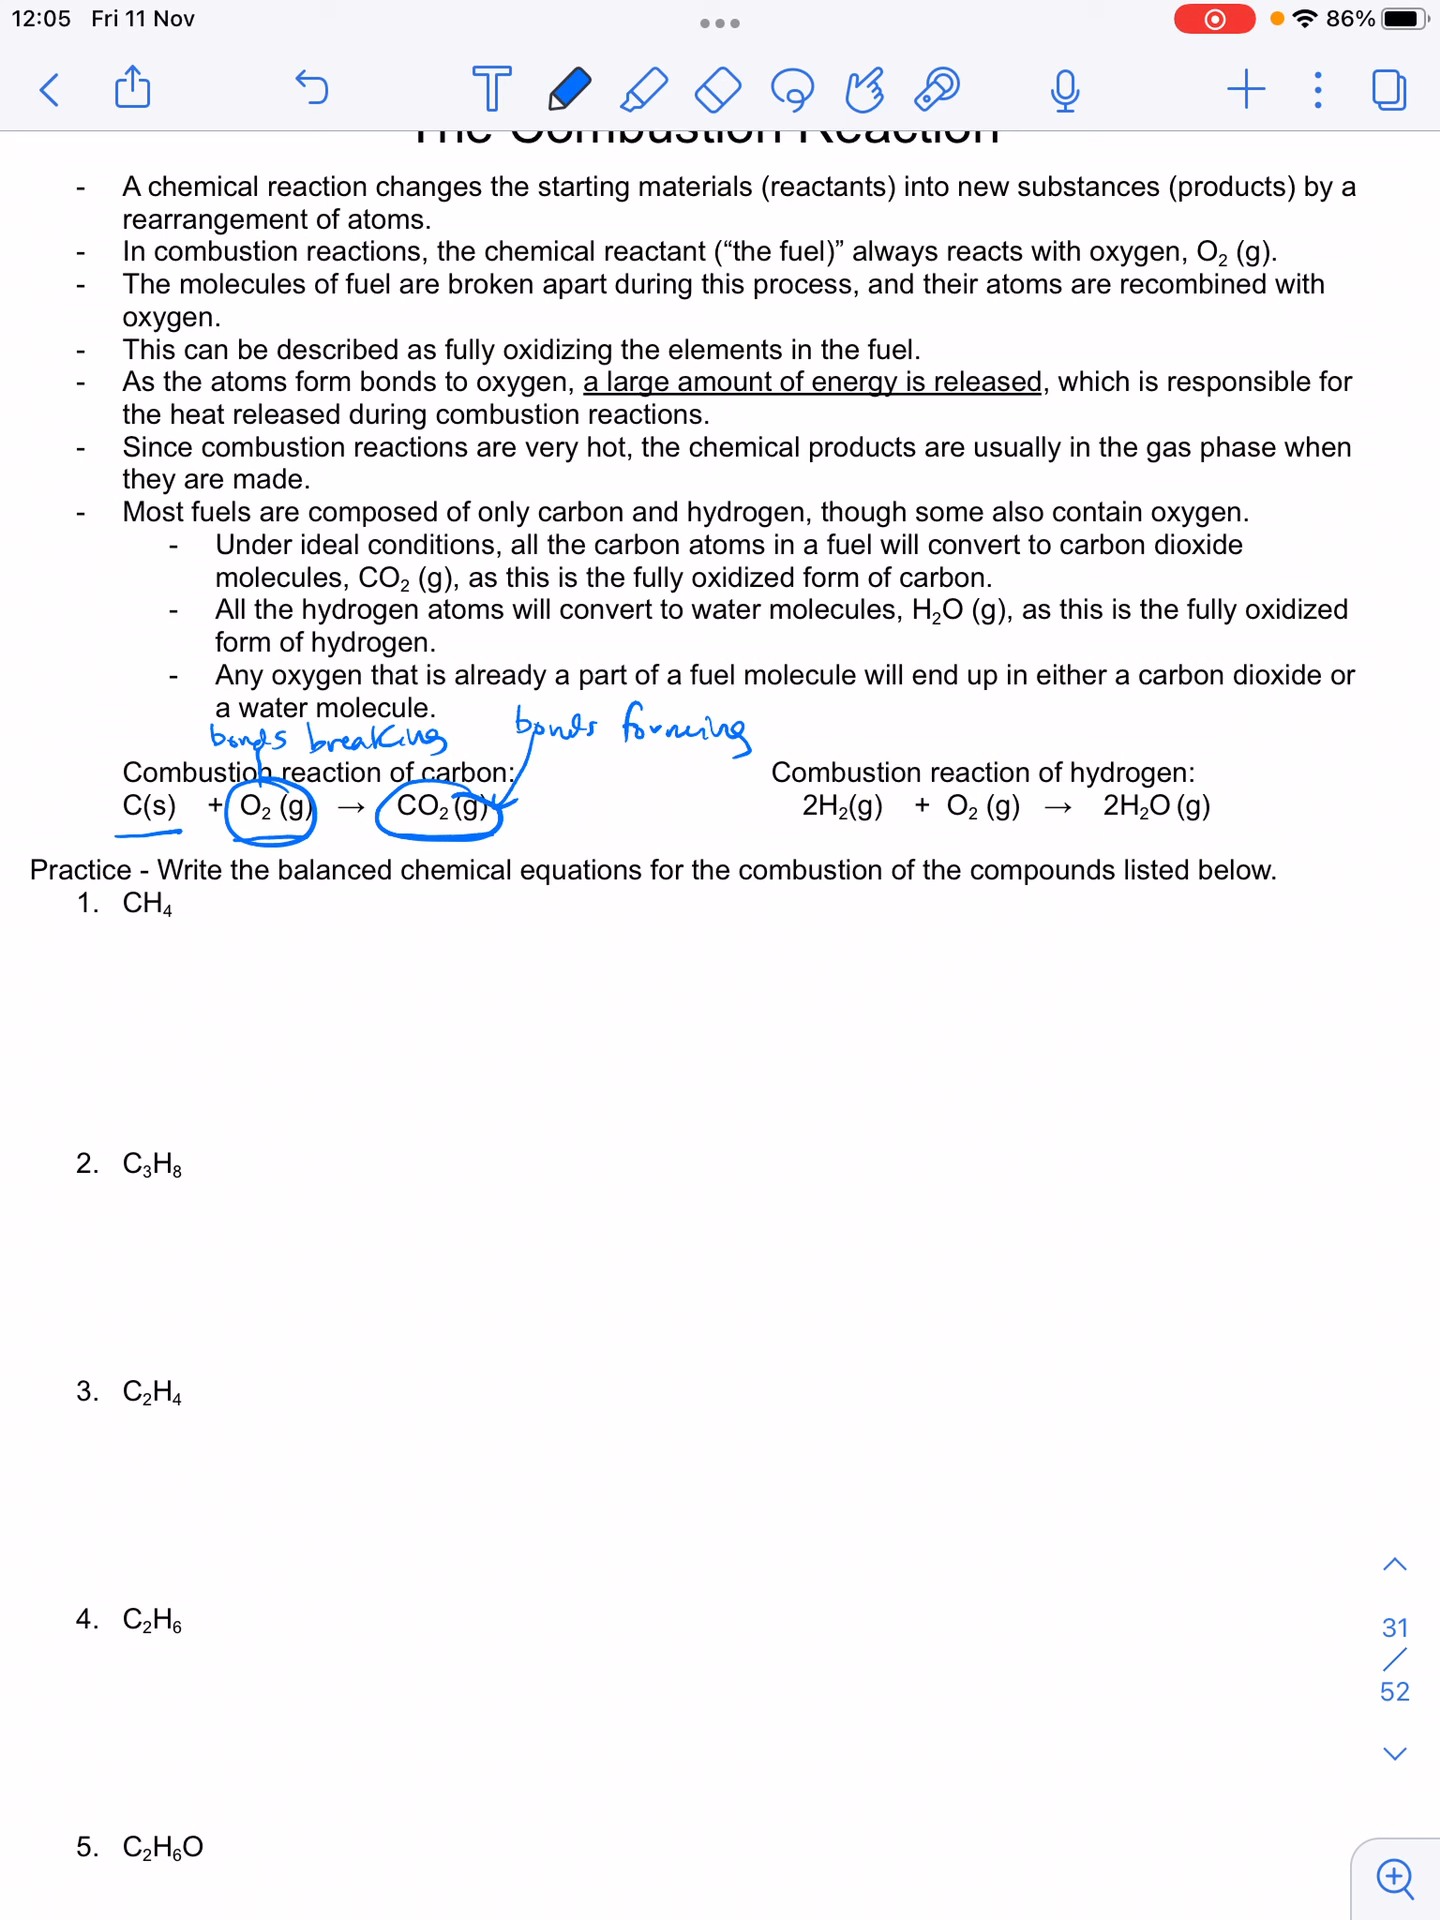 12:05 Fri 11 Nov
86%
T
The Combustion Reaction
- A chemical reaction changes the starting materials (reactants) into new substances (products) by a
rearrangement of atoms.
- In combustion reactions, the chemical reactant (“the fuel)” always reacts with oxygen, O₂ (g).
- The molecules of fuel are broken apart during this process, and their atoms are recombined with
oxygen.
- This can be described as fully oxidizing the elements in the fuel.
- As the atoms form bonds to oxygen, a large amount of energy is released, which is responsible for
the heat released during combustion reactions.
- Since combustion reactions are very hot, the chemical products are usually in the gas phase when
they are made.
- Most fuels are composed of only carbon and hydrogen, though some also contain oxygen.
- Under ideal conditions, all the carbon atoms in a fuel will convert to carbon dioxide
molecules, CO₂ (g), as this is the fully oxidized form of carbon.
- All the hydrogen atoms will convert to water molecules, H₂O (g), as this is the fully oxidized
form of hydrogen.
- Any oxygen that is already a part of a fuel molecule will end up in either a carbon dioxide or
a water molecule.
bonds breaking bonds forming
Combustion reaction of carbon: Combustion reaction of hydrogen:
C(s) + O₂ (g) → CO₂ (g) 2H₂(g) + O₂ (g) → 2H₂O (g)
Practice - Write the balanced chemical equations for the combustion of the compounds listed below.
1. CH₄
2. C₃H₈
3. C₂H₄
4. C₂H₆
31
/
52
5. C₂H₆O